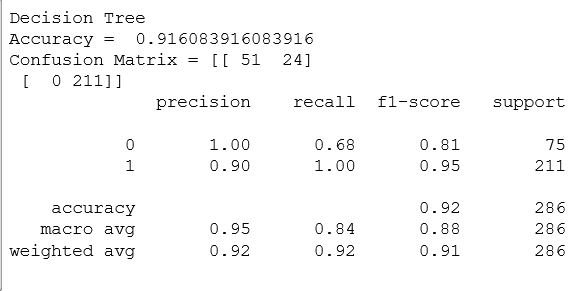 Decision Tree
Accuracy =  0.916083916083916
Confusion Matrix = [[ 51  24]
 [  0 211]]
              precision    recall  f1-score   support

           0       1.00      0.68      0.81        75
           1       0.90      1.00      0.95       211

    accuracy                           0.92       286
   macro avg       0.95      0.84      0.88       286
weighted avg       0.92      0.92      0.91       286